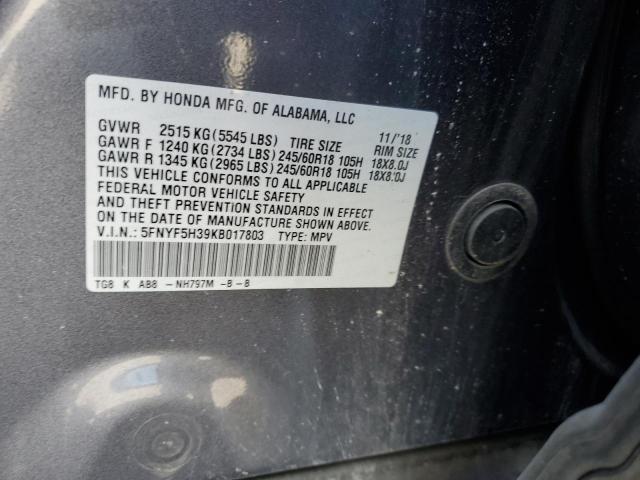 MFD. BY HONDA MFG. OF ALABAMA, LLC 11/'18
GVWR 2515 KG (5545 LBS) TIRE SIZE RIM SIZE
GAWR F 1240 KG (2734 LBS) 245/60R18 105H 18X8.0J
GAWR R 1345 KG (2965 LBS) 245/60R18 105H 18X8.0J
THIS VEHICLE CONFORMS TO ALL APPLICABLE
FEDERAL MOTOR VEHICLE SAFETY
AND THEFT PREVENTION STANDARDS IN EFFECT
ON THE DATE OF MANUFACTURE SHOWN ABOVE.
V.I.N.: 5FNYF5H39KB017803 TYPE: MPV
TG8 K AB8 -NH797M -B-8